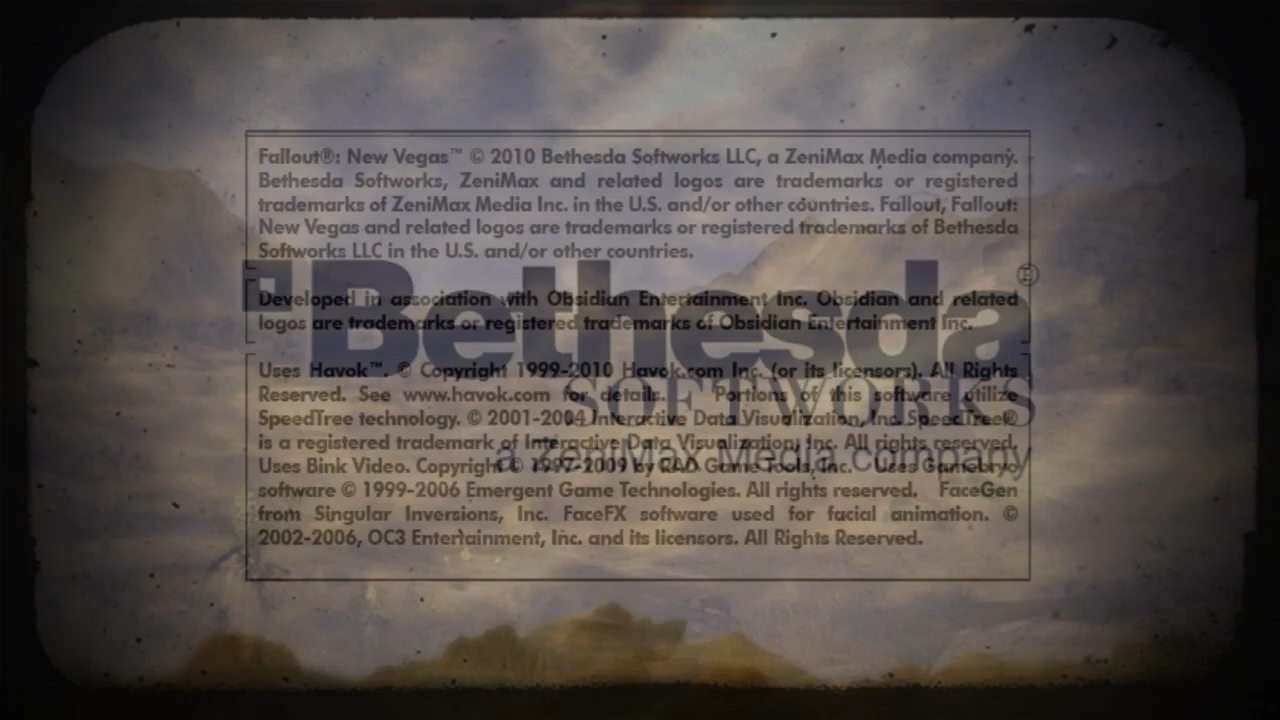 Fallout®: New Vegas™ © 2010 Bethesda Softworks LLC, a ZeniMax Media company.
Bethesda Softworks, ZeniMax and related logos are trademarks or registered
trademarks of ZeniMax Media Inc. in the U.S. and/or other countries. Fallout, Fallout:
New Vegas and related logos are trademarks or registered trademarks of Bethesda
Softworks LLC in the U.S. and/or other countries.
Bethesda®
Developed in association with Obsidian Entertainment Inc. Obsidian and related
logos are trademarks or registered trademarks of Obsidian Entertainment Inc.
Uses Havok™. © Copyright 1999-2010 Havok.com Inc. (or its licensors). All Rights
Reserved. See www.havok.com for details. Portions of this software utilize
SOFTWORKS
SpeedTree technology. © 2001-2004 Interactive Data Visualization, Inc. SpeedTree®
is a registered trademark of Interactive Data Visualization, Inc. All rights reserved.
a ZeniMax Media company
Uses Bink Video. Copyright © 1997-2009 by RAD Game Tools, Inc. Uses Gamebryo
software © 1999-2006 Emergent Game Technologies. All rights reserved. FaceGen
from Singular Inversions, Inc. FaceFX software used for facial animation. ©
2002-2006, OC3 Entertainment, Inc. and its licensors. All Rights Reserved.